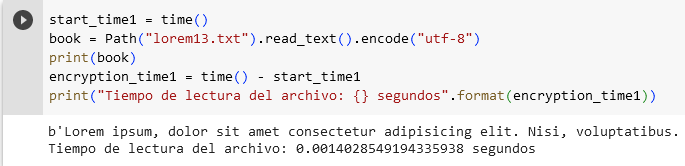 start_time1 = time()
book = Path("lorem13.txt").read_text().encode("utf-8")
print(book)
encryption_time1 = time() - start_time1
print("Tiempo de lectura del archivo: {} segundos".format(encryption_time1))
b'Lorem ipsum, dolor sit amet consectetur adipisicing elit. Nisi, voluptatibus.
Tiempo de lectura del archivo: 0.0014028549194335938 segundos